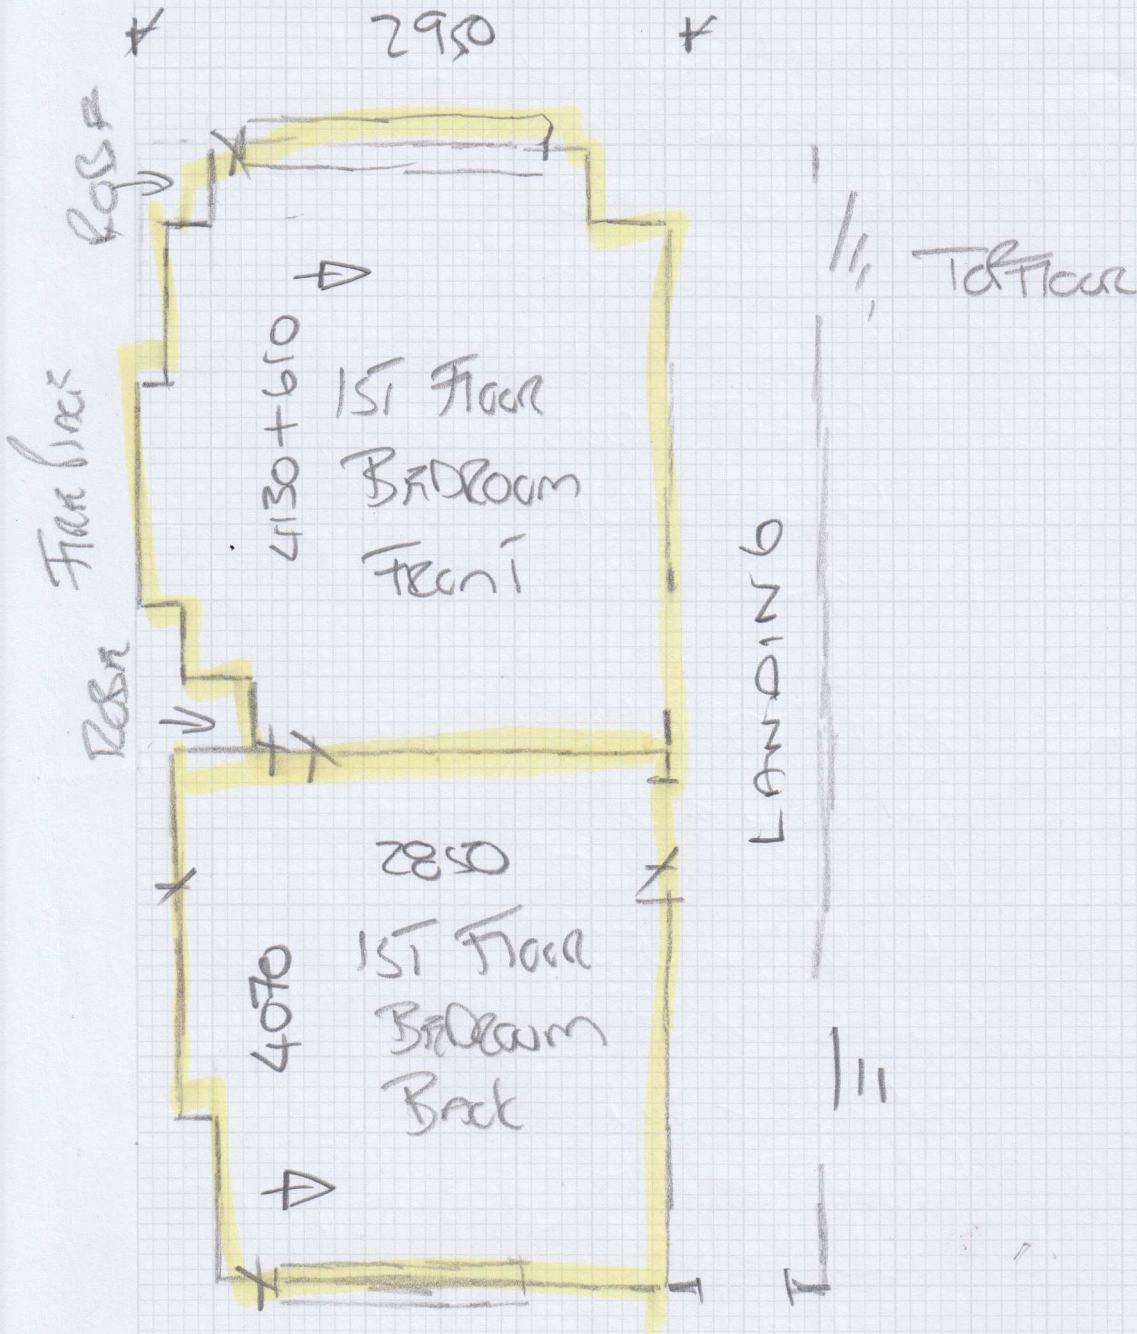 2950
ROBE
TOP FLOOR
4130+610
1ST FLOOR
BEDROOM
FRONT
FIRE PLACE
ROBE
LANDING
2850
1ST FLOOR
BEDROOM
BACK
4070